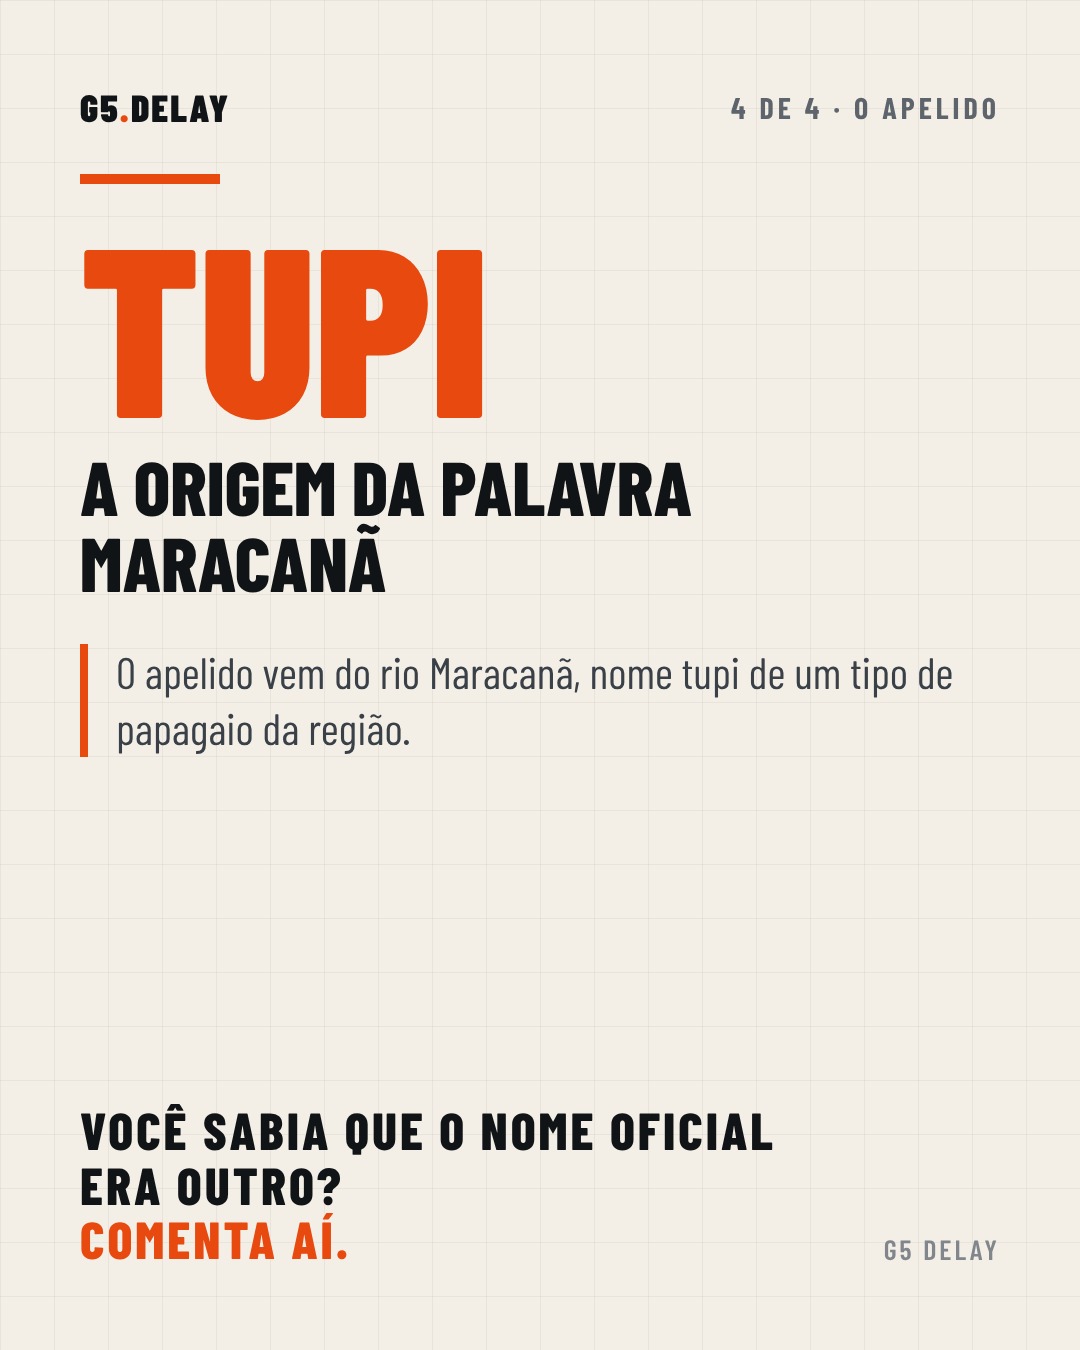 G5.DELAY
4 DE 4 · O APELIDO
TUPI
A ORIGEM DA PALAVRA
MARACANÃ
O apelido vem do rio Maracanã, nome tupi de um tipo de
papagaio da região.
VOCÊ SABIA QUE O NOME OFICIAL
ERA OUTRO?
COMENTA AÍ.
G5 DELAY